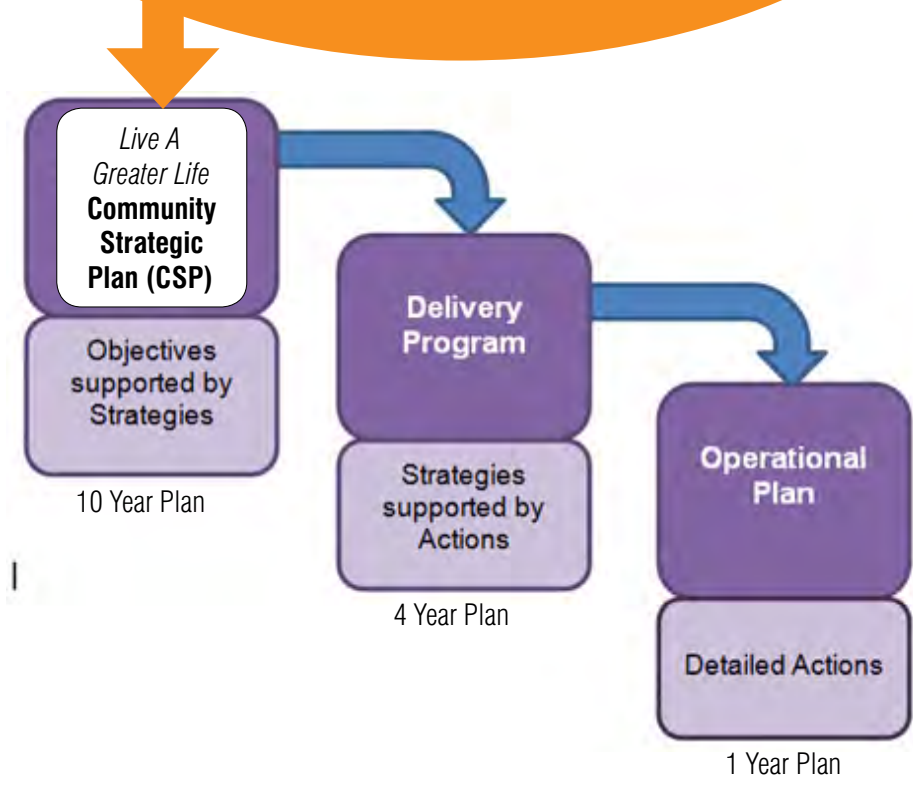 Live A
Greater Life
Community
Strategic
Plan (CSP)
Objectives
supported by
Strategies
10 Year Plan
Delivery
Program
Strategies
supported by
Actions
4 Year Plan
Operational
Plan
Detailed Actions
1 Year Plan
l